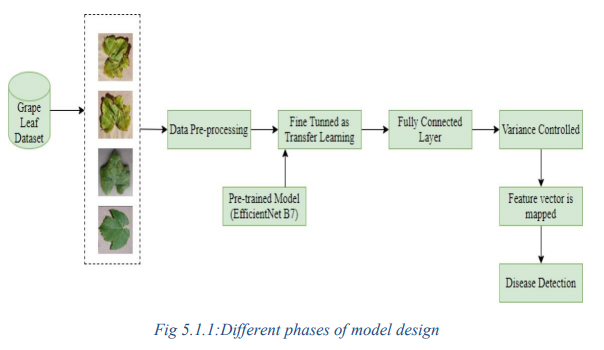 Grape
Leaf
Dataset
Data Pre-processing
Fine Tunned as
Transfer Learning
Fully Connected
Layer
Variance Controlled
Pre-trained Model
(EfficientNet B7)
Feature vector is
mapped
Disease Detection
Fig 5.1.1:Different phases of model design